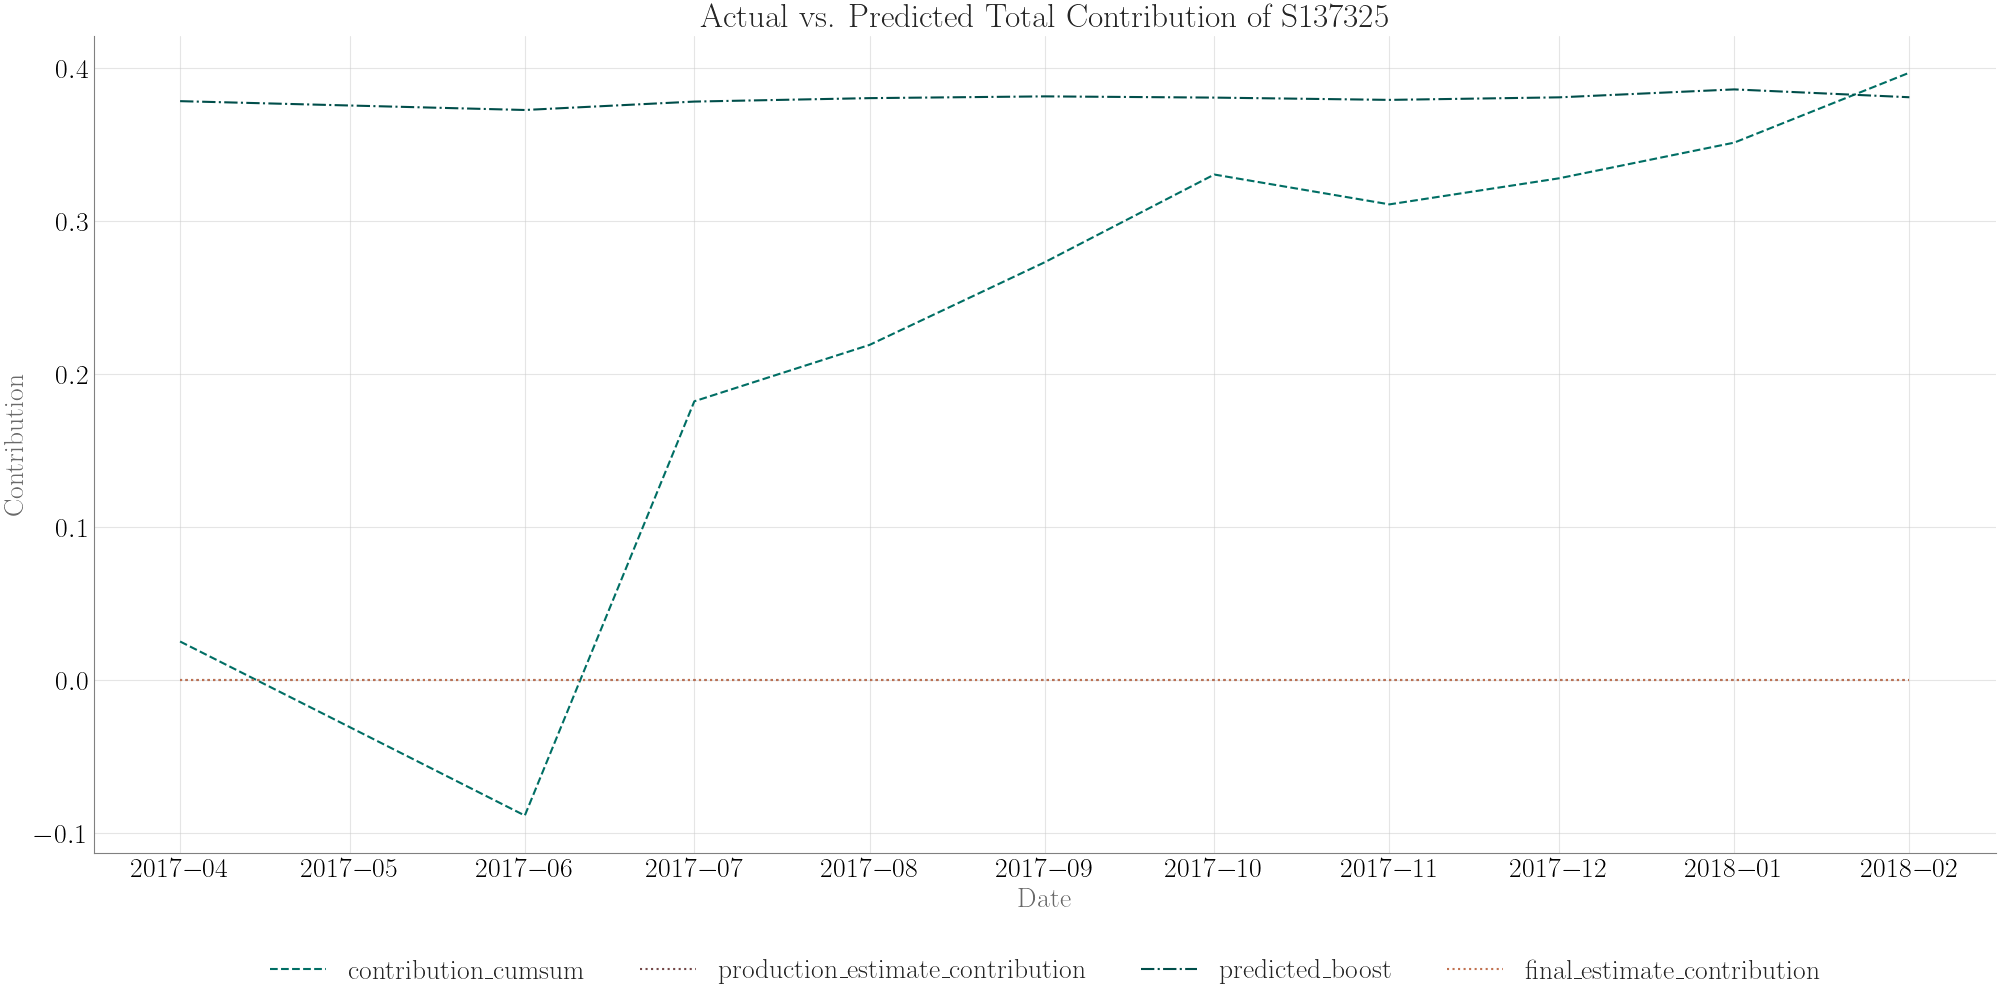 Actual vs. Predicted Total Contribution of S137325
0.4
0.3
0.2
0.1
0.0
−0.1
Contribution
2017−04 2017−05 2017−06 2017−07 2017−08 2017−09 2017−10 2017−11 2017−12 2018−01 2018−02
Date
contribution_cumsum production_estimate_contribution predicted_boost final_estimate_contribution